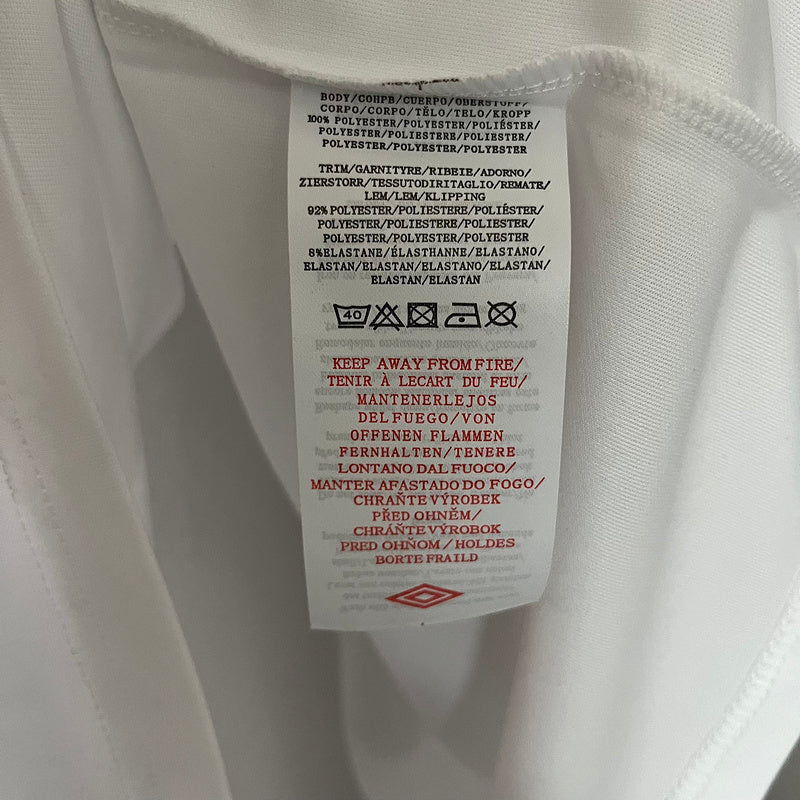 BODY/COHPB/CUERPO/OBERSTOFF/
CORPO/CORPO/TĚLO/TELO/KROPP
100% POLYESTER/POLYESTER/POLIÉSTER/
POLYESTER/POLIESTERE/POLIESTER/
POLYESTER/POLYESTER/POLYESTER
TRIM/GARNITYRE/RIBEIE/ADORNO/
ZIERSTORR/TESSUTODIRITAGLIO/REMATE/
LEM/LEM/KLIPPING
92% POLYESTER/POLIESTERE/POLIÉSTER/
POLYESTER/POLIESTERE/POLIESTER/
POLYESTER/POLYESTER/POLYESTER
8%ELASTANE/ÉLASTHANNE/ELASTANO/
ELASTAN/ELASTAN/ELASTANO/ELASTAN/
ELASTAN/ELASTAN
40
KEEP AWAY FROM FIRE/
TENIR À LECART DU FEU/
MANTENERLEJOS
DEL FUEGO/VON
OFFENEN FLAMMEN
FERNHALTEN/TENERE
LONTANO DAL FUOCO/
MANTER AFASTADO DO FOGO/
CHRAŇTE VÝROBEK
PŘED OHNĚM/
CHRÁŇTE VÝROBOK
PRED OHŇOM/HOLDES
BORTE FRAILD